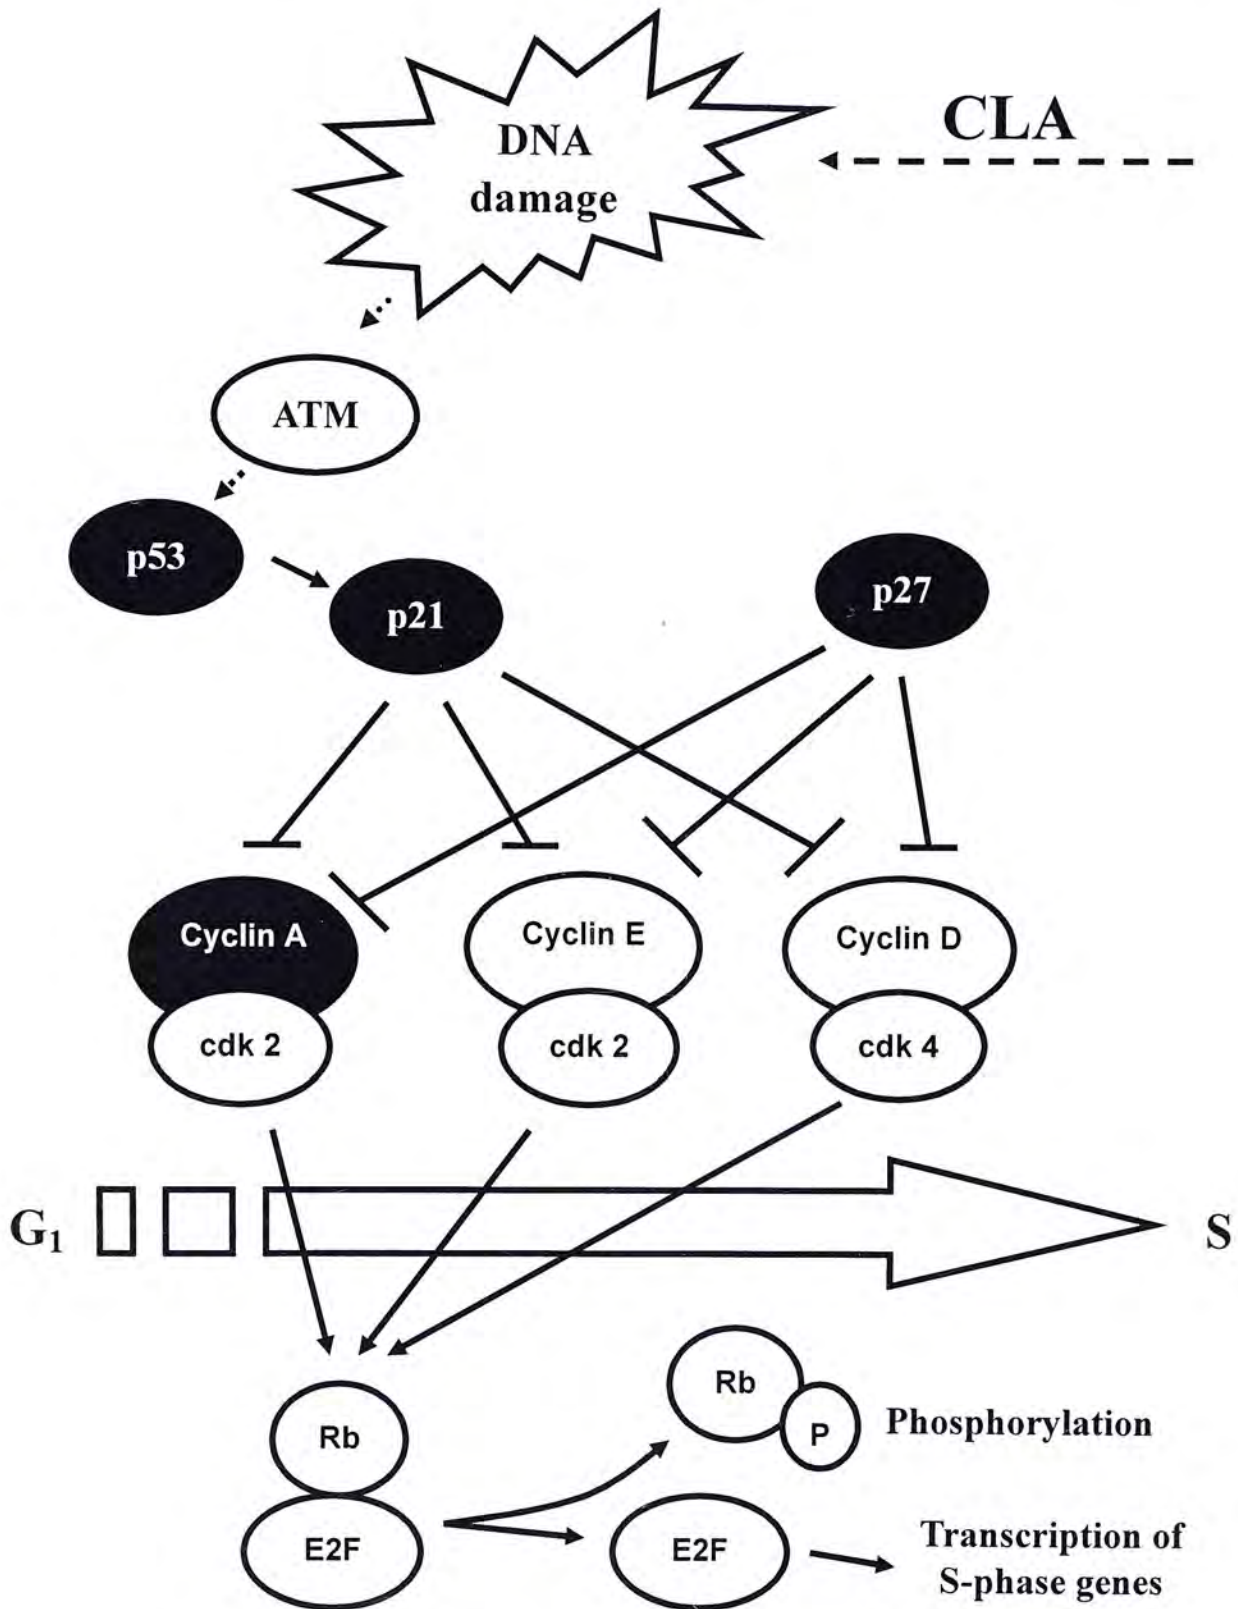 CLA
DNA
damage
ATM
p53
p21
p27
Cyclin A
Cyclin E
Cyclin D
cdk 2
cdk 2
cdk 4
G₁
S
Rb
Rb
P
Phosphorylation
E2F
E2F
Transcription of
S-phase genes